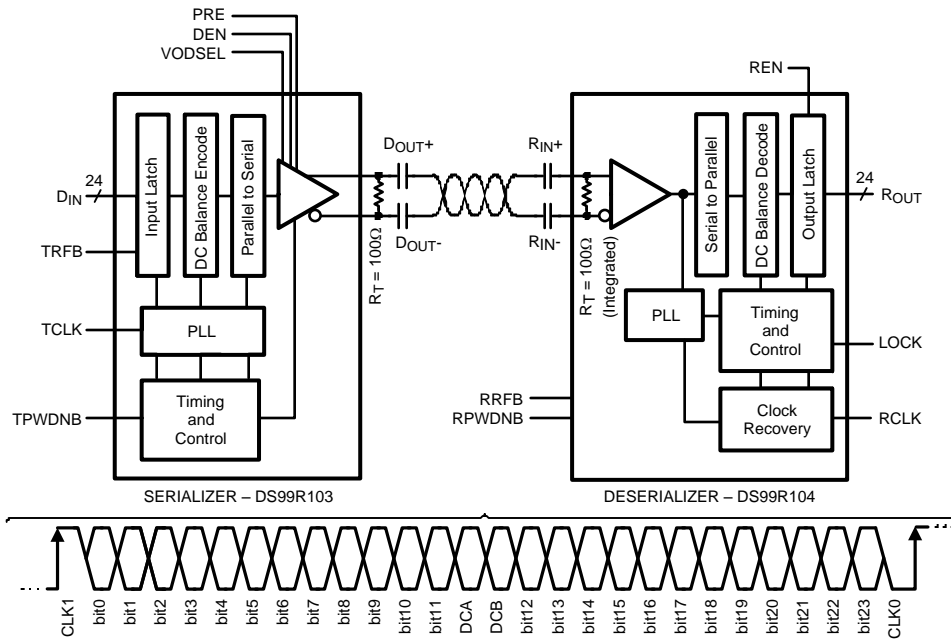 PRE
DEN
VODSEL
REN
DOUT+
RIN+
24
DIN
Input Latch
DC Balance Encode
Parallel to Serial
RT = 100Ω
DOUT-
RIN-
RT = 100Ω
(Integrated)
Serial to Parallel
DC Balance Decode
Output Latch
24
ROUT
TRFB
TCLK
PLL
PLL
Timing
and
Control
LOCK
TPWDNB
Timing
and
Control
RRFB
RPWDNB
Clock
Recovery
RCLK
SERIALIZER – DS99R103
DESERIALIZER – DS99R104
CLK1
bit0
bit1
bit2
bit3
bit4
bit5
bit6
bit7
bit8
bit9
bit10
bit11
DCA
DCB
bit12
bit13
bit14
bit15
bit16
bit17
bit18
bit19
bit20
bit21
bit22
bit23
CLK0